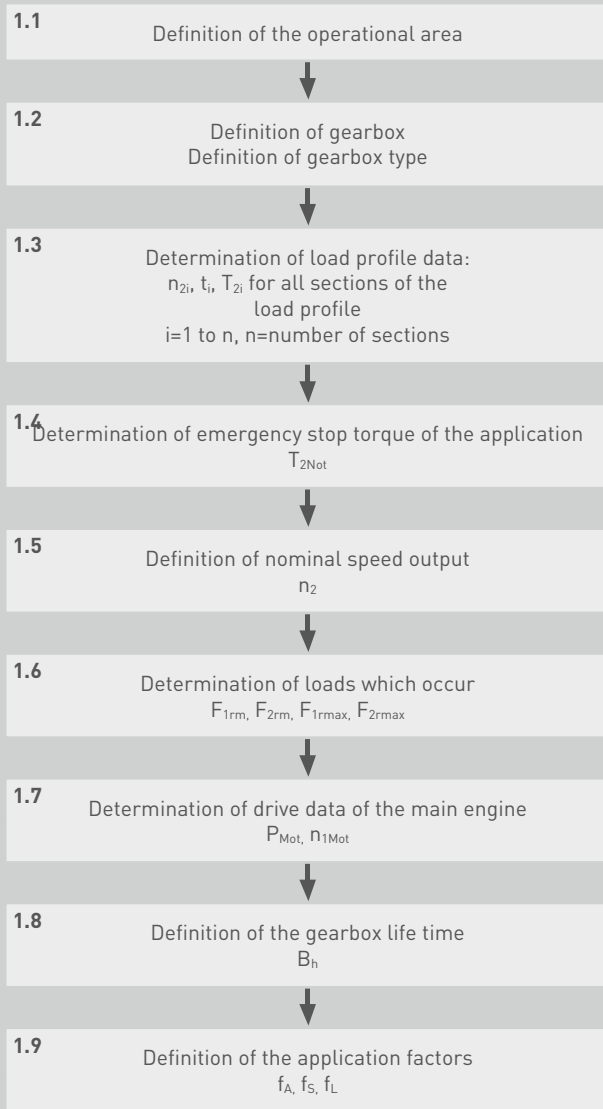 1.1
Definition of the operational area
1.2
Definition of gearbox
Definition of gearbox type
1.3
Determination of load profile data:
n₂ᵢ, tᵢ, T₂ᵢ for all sections of the
load profile
i=1 to n, n=number of sections
1.4
Determination of emergency stop torque of the application
T2Not
1.5
Definition of nominal speed output
n₂
1.6
Determination of loads which occur
F1rm, F2rm, F1rmax, F2rmax
1.7
Determination of drive data of the main engine
PMot, n1Mot
1.8
Definition of the gearbox life time
Bh
1.9
Definition of the application factors
fA, fS, fL